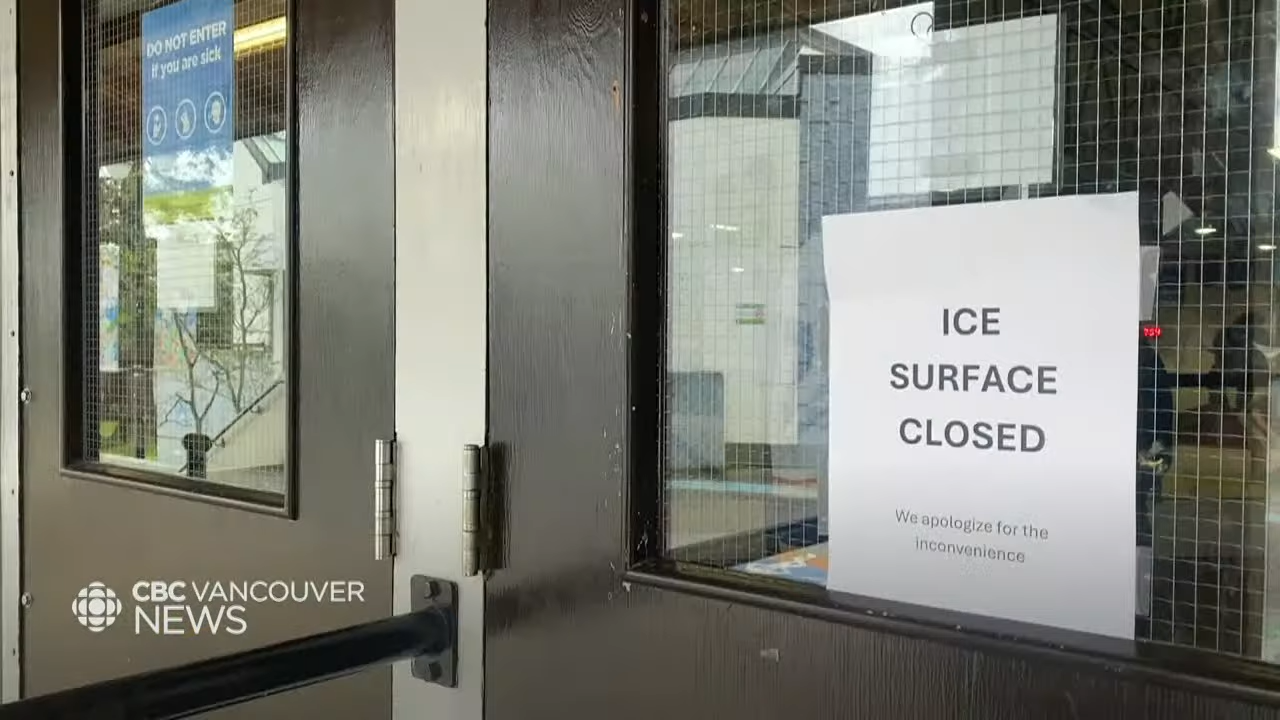 DO NOT ENTER
if you are sick
ICE
SURFACE
CLOSED
We apologize for the
inconvenience
CBC VANCOUVER
NEWS